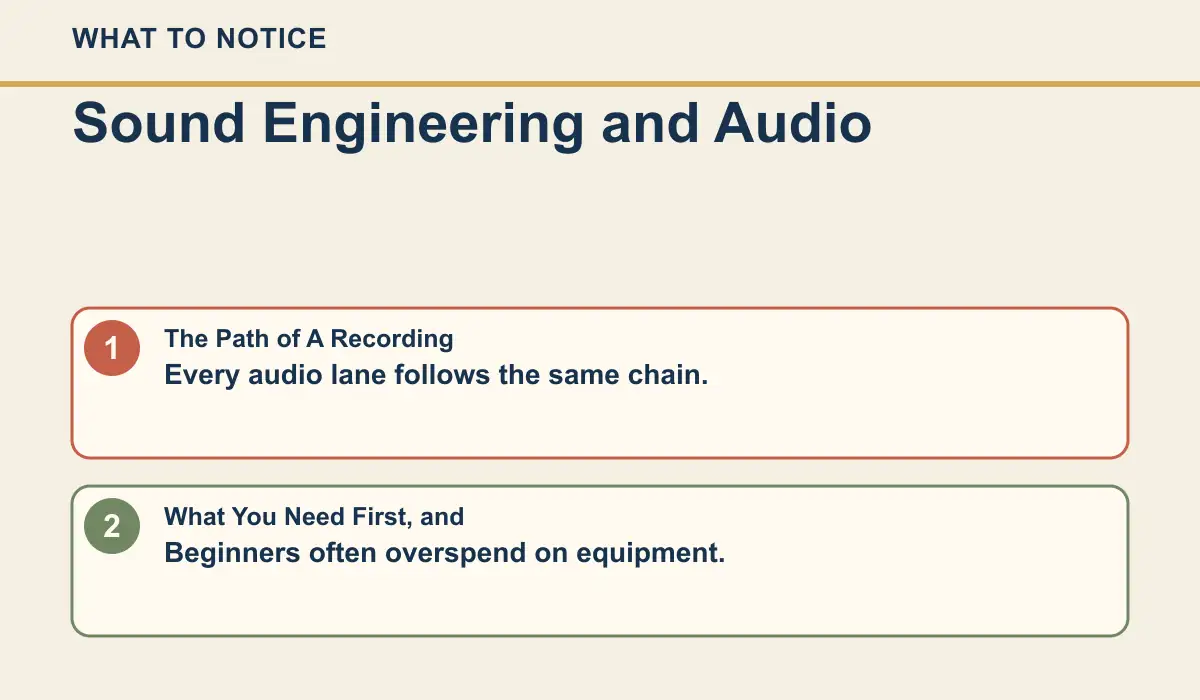 WHAT TO NOTICE
Sound Engineering and Audio
1
The Path of A Recording
Every audio lane follows the same chain.
2
What You Need First, and
Beginners often overspend on equipment.